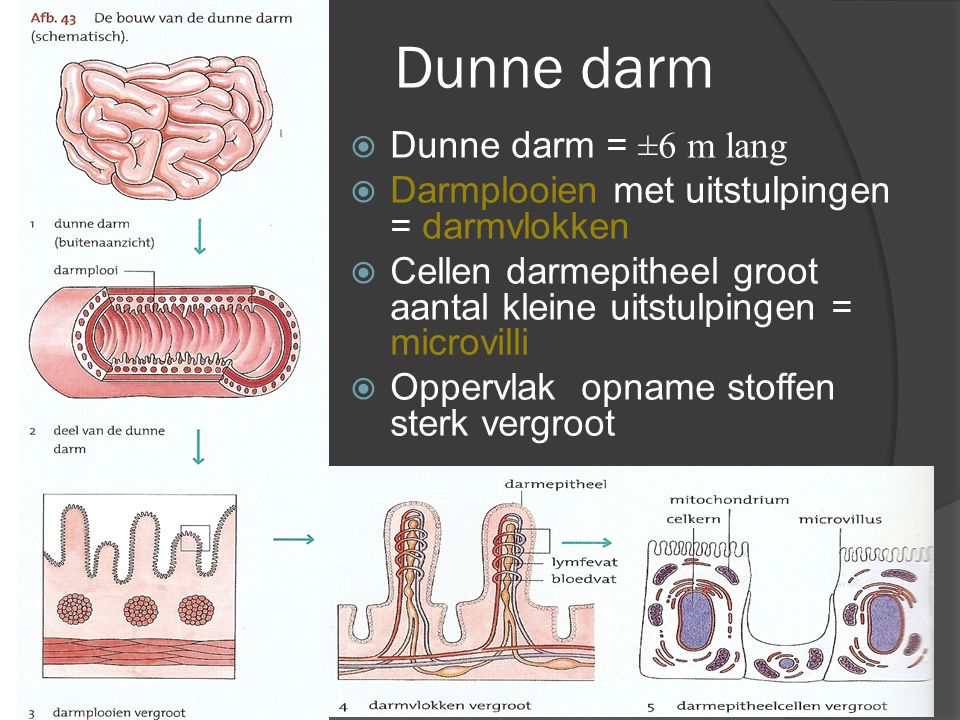 Afb. 43 De bouw van de dunne darm
(schematisch).
1 dunne darm
(buitenaanzicht)
darmplooi
2 deel van de dunne
darm
3 darmplooien vergroot
Dunne darm
Dunne darm = ±6 m lang
Darmplooien met uitstulpingen
= darmvlokken
Cellen darmepitheel groot
aantal kleine uitstulpingen =
microvilli
Oppervlak opname stoffen
sterk vergroot
darmepitheel
lymfevat
bloedvat
4 darmvlokken vergroot
mitochondrium
celkern
microvillus
5 darmepitheelcellen vergroot